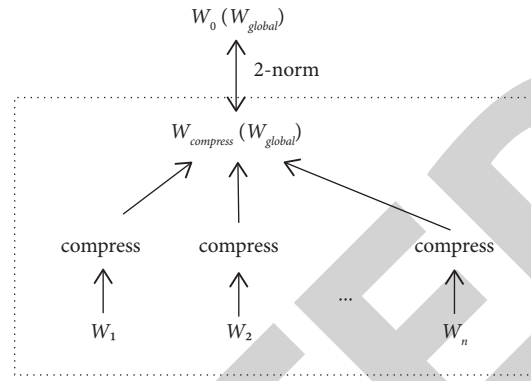 W0 (Wglobal)
2-norm
Wcompress (Wglobal)
compress compress compress
...
W1 W2 Wn